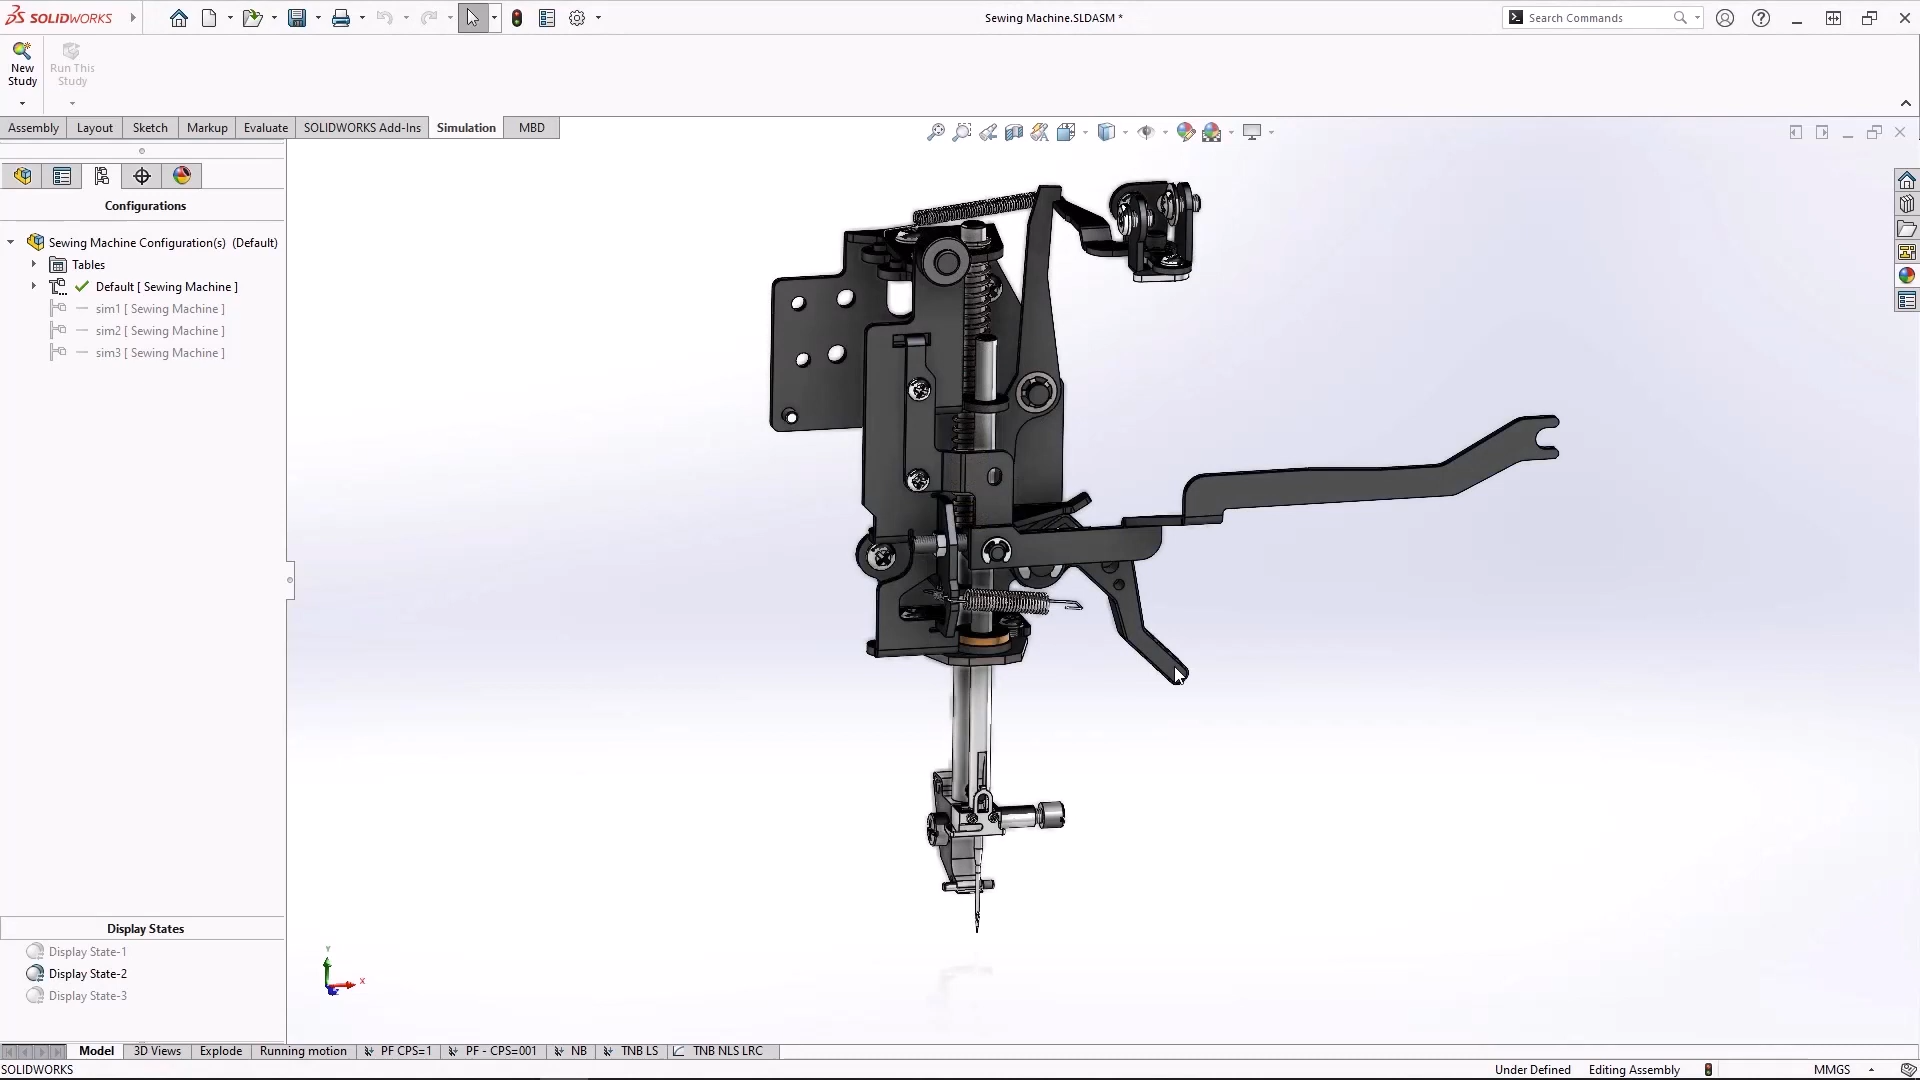 SOLIDWORKS
Sewing Machine.SLDASM *
Search Commands
New Study
Run This Study
Assembly
Layout
Sketch
Markup
Evaluate
SOLIDWORKS Add-Ins
Simulation
MBD
Configurations
Sewing Machine Configuration(s) (Default)
Tables
Default [ Sewing Machine ]
sim1 [ Sewing Machine ]
sim2 [ Sewing Machine ]
sim3 [ Sewing Machine ]
Display States
Display State-1
Display State-2
Display State-3
Y
X
Model
3D Views
Explode
Running motion
PF CPS=1
PF - CPS=001
NB
TNB LS
TNB NLS LRC
SOLIDWORKS
Under Defined
Editing Assembly
MMGS